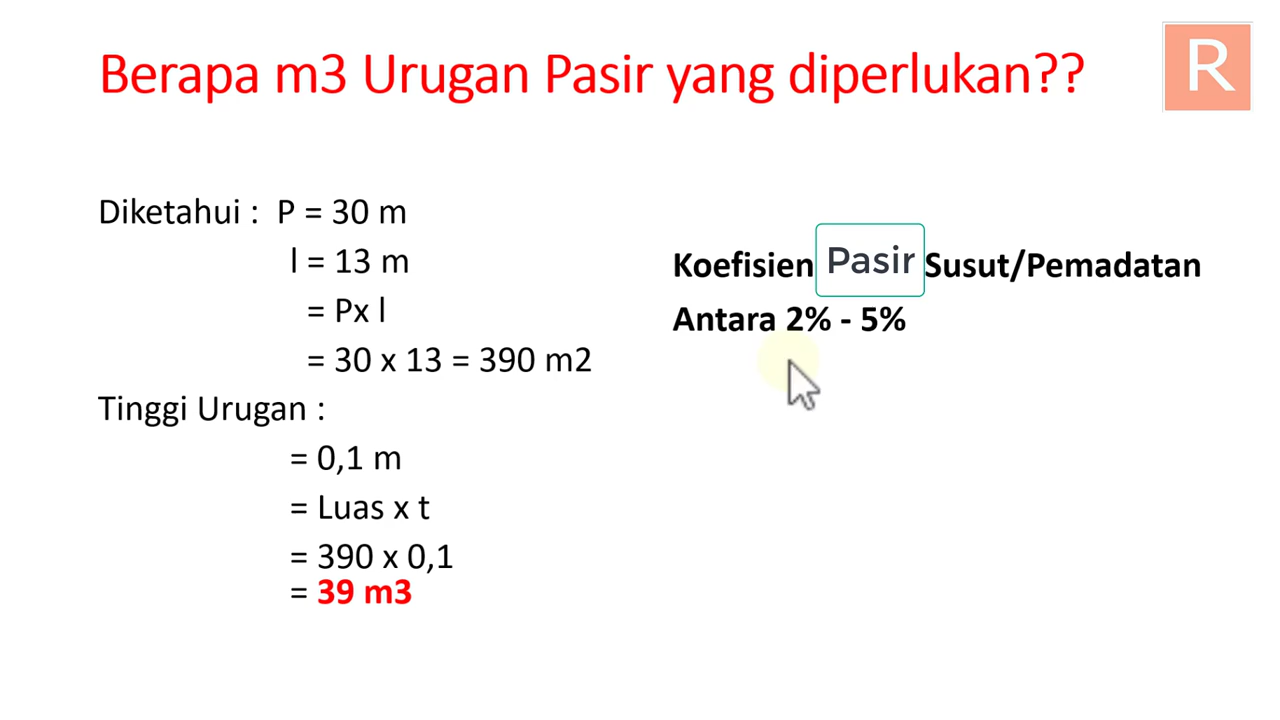 Berapa m3 Urugan Pasir yang diperlukan??
R
Diketahui : P = 30 m
l = 13 m
= Px l
= 30 x 13 = 390 m2
Tinggi Urugan :
= 0,1 m
= Luas x t
= 390 x 0,1
= 39 m3
Koefisien Pasir Susut/Pemadatan
Antara 2% - 5%